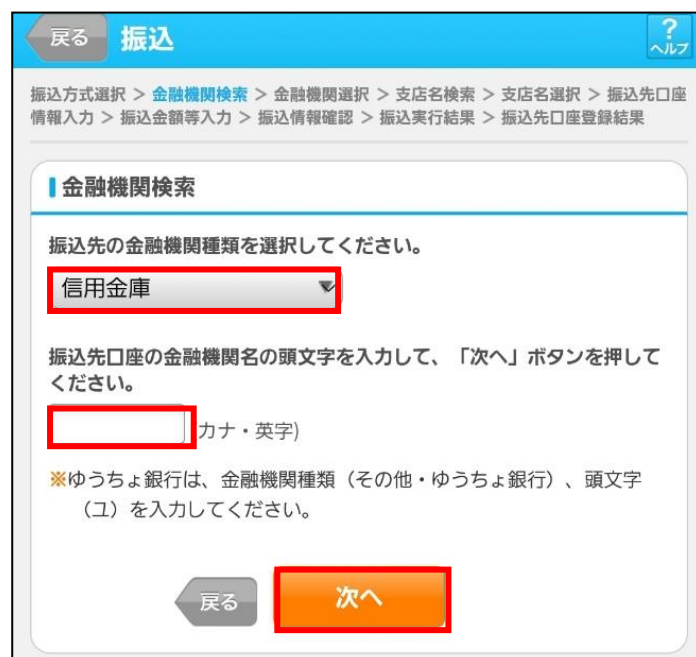 戻る 振込 ? ヘルプ
振込方式選択 > 金融機関検索 > 金融機関選択 > 支店名検索 > 支店名選択 > 振込先口座
情報入力 > 振込金額等入力 > 振込情報確認 > 振込実行結果 > 振込先口座登録結果
金融機関検索
振込先の金融機関種類を選択してください。
信用金庫
振込先口座の金融機関名の頭文字を入力して、「次へ」ボタンを押して
ください。
カナ・英字)
※ゆうちょ銀行は、金融機関種類（その他・ゆうちょ銀行）、頭文字
（ユ）を入力してください。
戻る 次へ